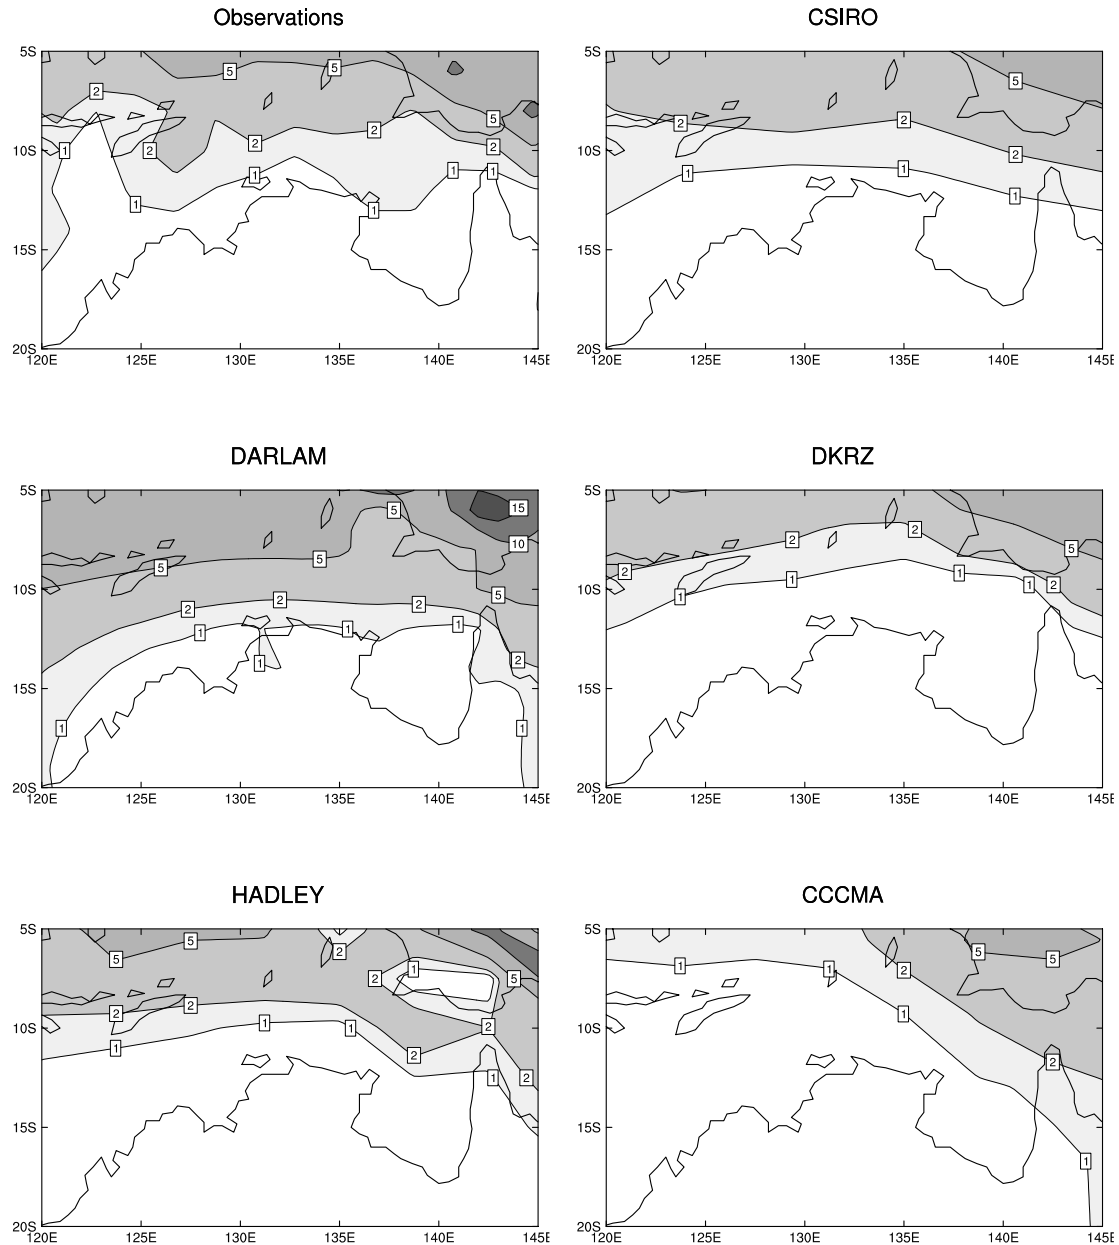 Observations CSIRO
5S 5S
5 5 5
2 5 2 2
2 2 2 2
10S 1 2 1 1 10S 2
1 1 1
1 1 1
15S 15S
20S 20S
120E 125E 130E 135E 140E 145E 120E 125E 130E 135E 140E 145E
DARLAM DKRZ
5S 5S
5 15 2
10 2 5
5 5 2 2
10S 5 10S 1 1 1
2 2 2 1
1 1 1
1 2
15S 15S
1 1
20S 20S
120E 125E 130E 135E 140E 145E 120E 125E 130E 135E 140E 145E
HADLEY CCCMA
5S 5S
5 2 5 5
5 1 1 1 2
2 5
2 2 1
10S 1 1 2 10S
1 2 2
1 2
15S 15S
1
20S 20S
120E 125E 130E 135E 140E 145E 120E 125E 130E 135E 140E 145E